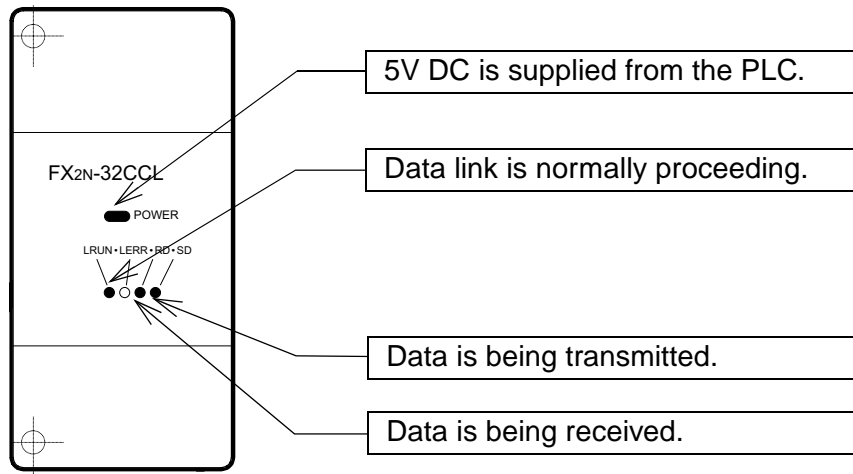 5V DC is supplied from the PLC.
Data link is normally proceeding.
FX2N-32CCL
POWER
LRUN•LERR•RD•SD
Data is being transmitted.
Data is being received.